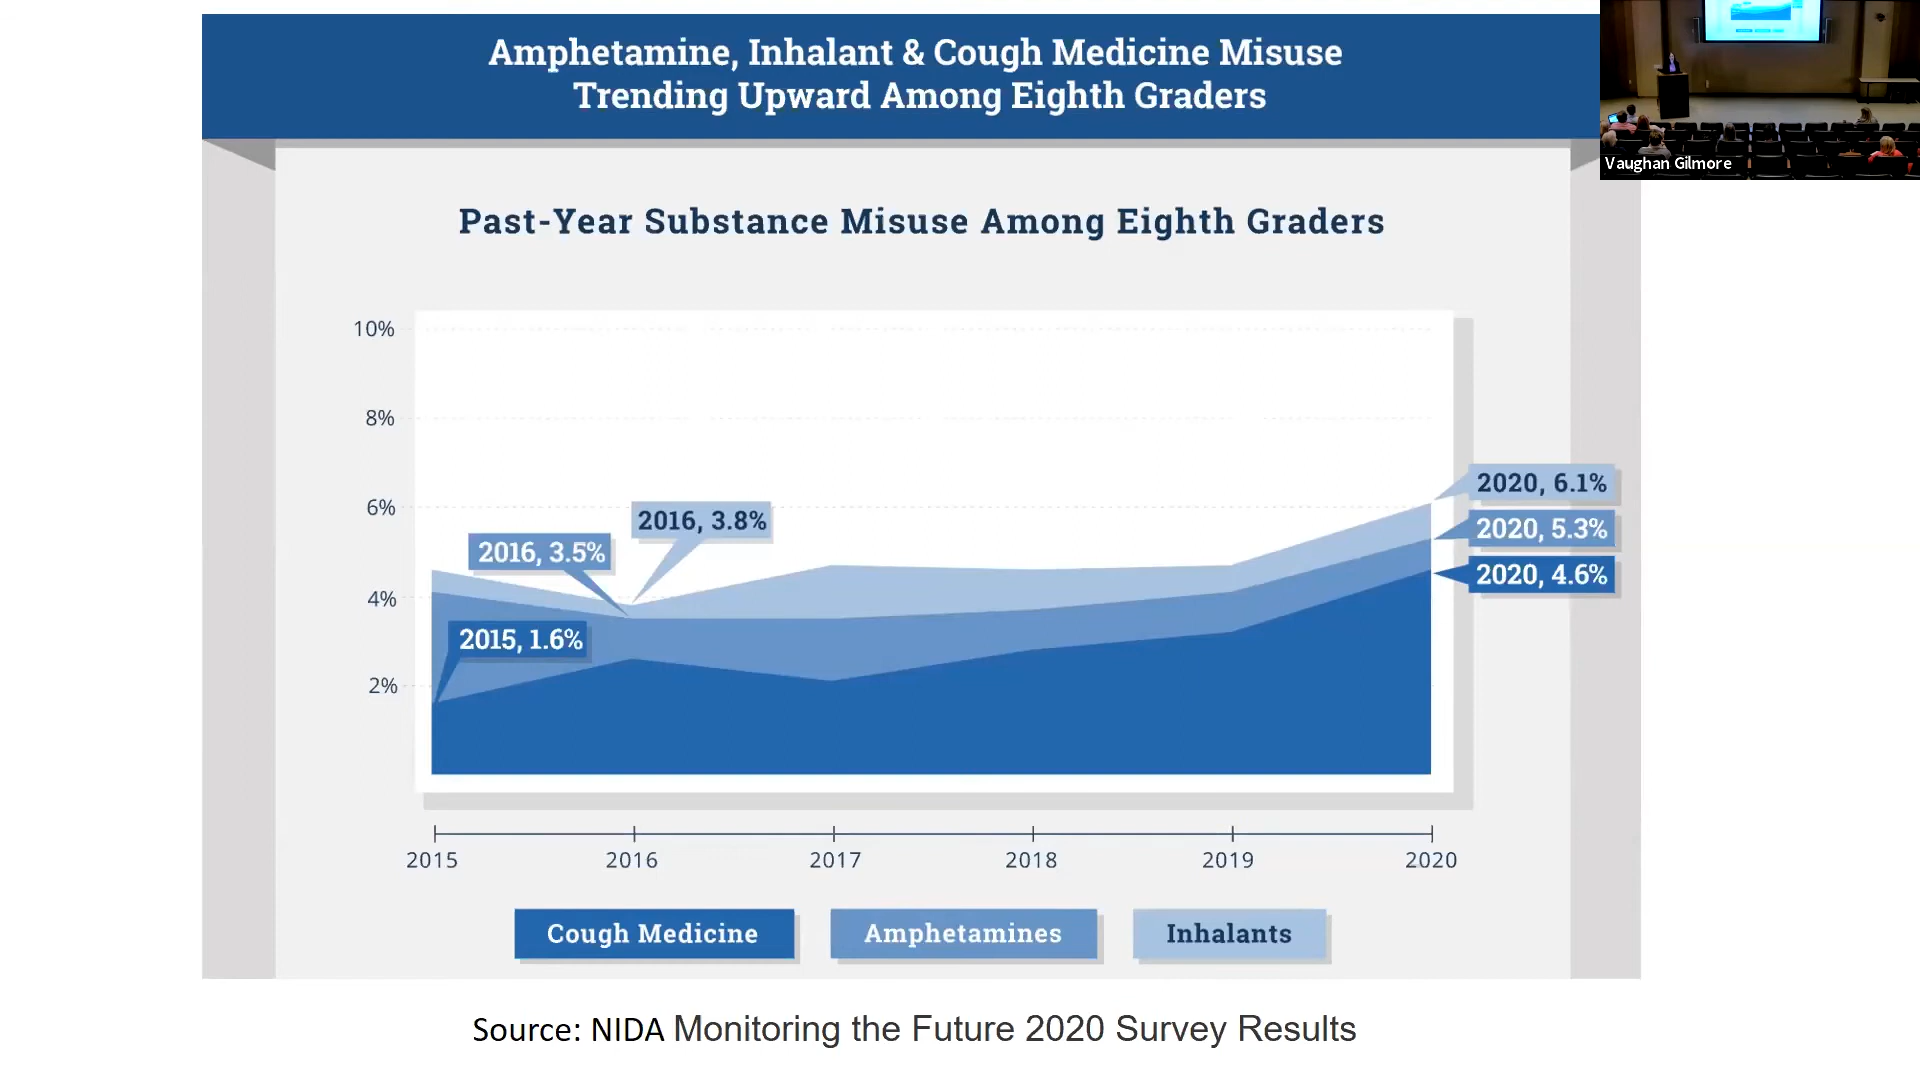 Amphetamine, Inhalant & Cough Medicine Misuse
Trending Upward Among Eighth Graders
Vaughan Gilmore
Past-Year Substance Misuse Among Eighth Graders
10%
8%
6%
4%
2%
2016, 3.8%
2016, 3.5%
2015, 1.6%
2020, 6.1%
2020, 5.3%
2020, 4.6%
2015
2016
2017
2018
2019
2020
Cough Medicine
Amphetamines
Inhalants
Source: NIDA Monitoring the Future 2020 Survey Results